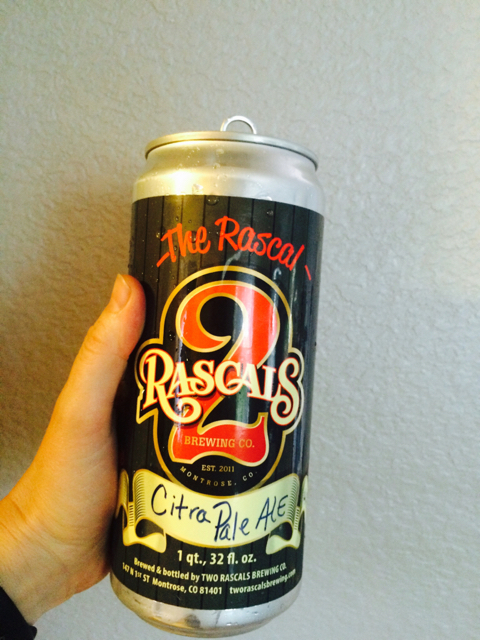 - The Rascal -
2
RASCALS
BREWING CO.
EST. 2011
MONTROSE, CO.
Citra Pale ALE
1 qt., 32 fl. oz.
Brewed & bottled by TWO RASCALS BREWING CO.
147 N 1ST ST Montrose, CO 81401 tworascalsbrewing.com